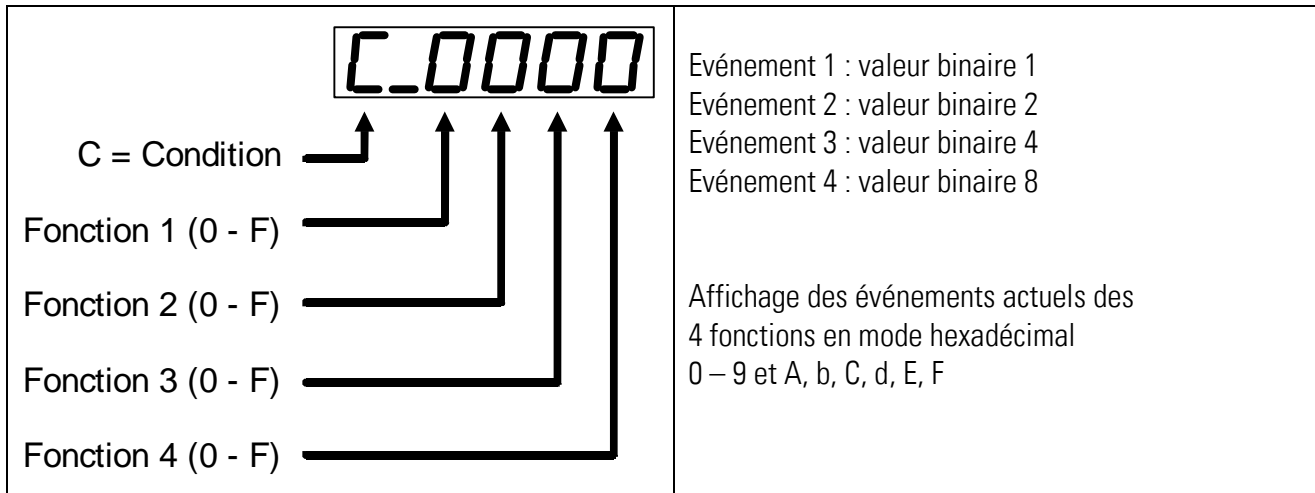 C_0000
C = Condition
Fonction 1 (0 - F)
Fonction 2 (0 - F)
Fonction 3 (0 - F)
Fonction 4 (0 - F)
Evénement 1 : valeur binaire 1
Evénement 2 : valeur binaire 2
Evénement 3 : valeur binaire 4
Evénement 4 : valeur binaire 8
Affichage des événements actuels des
4 fonctions en mode hexadécimal
0 – 9 et A, b, C, d, E, F